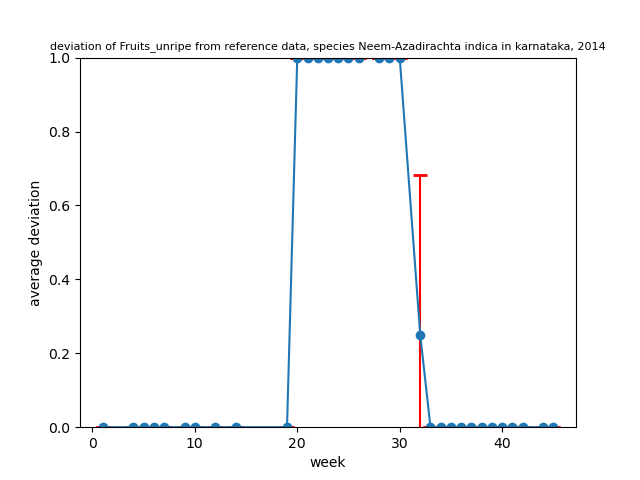 deviation of Fruits_unripe from reference data, species Neem-Azadirachta indica in karnataka, 2014
1.0
0.8
0.6
0.4
0.2
0.0
average deviation
0 10 20 30 40
week